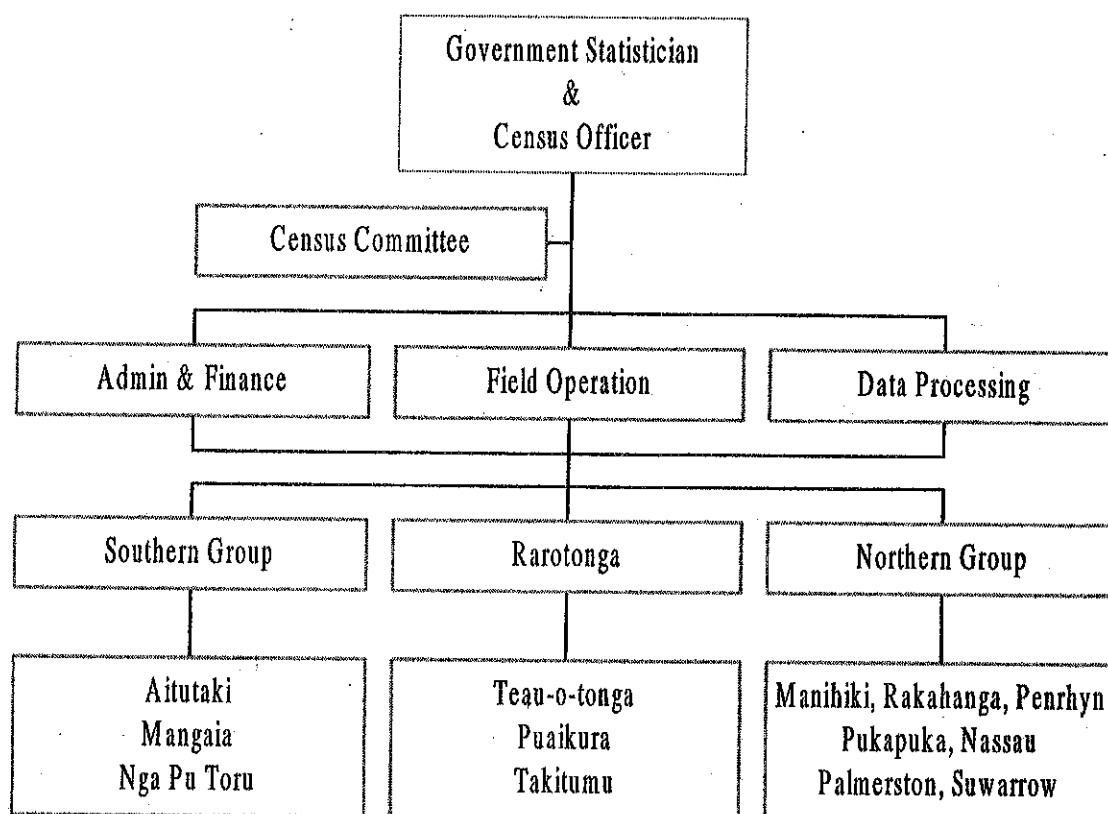 Government Statistician
&
Census Officer
Census Committee
Admin & Finance
Field Operation
Data Processing
Southern Group
Rarotonga
Northern Group
Aitutaki
Mangaia
Nga Pu Toru
Teau-o-tonga
Puaikura
Takitumu
Manihiki, Rakahanga, Penrhyn
Pukapuka, Nassau
Palmerston, Suwarrow